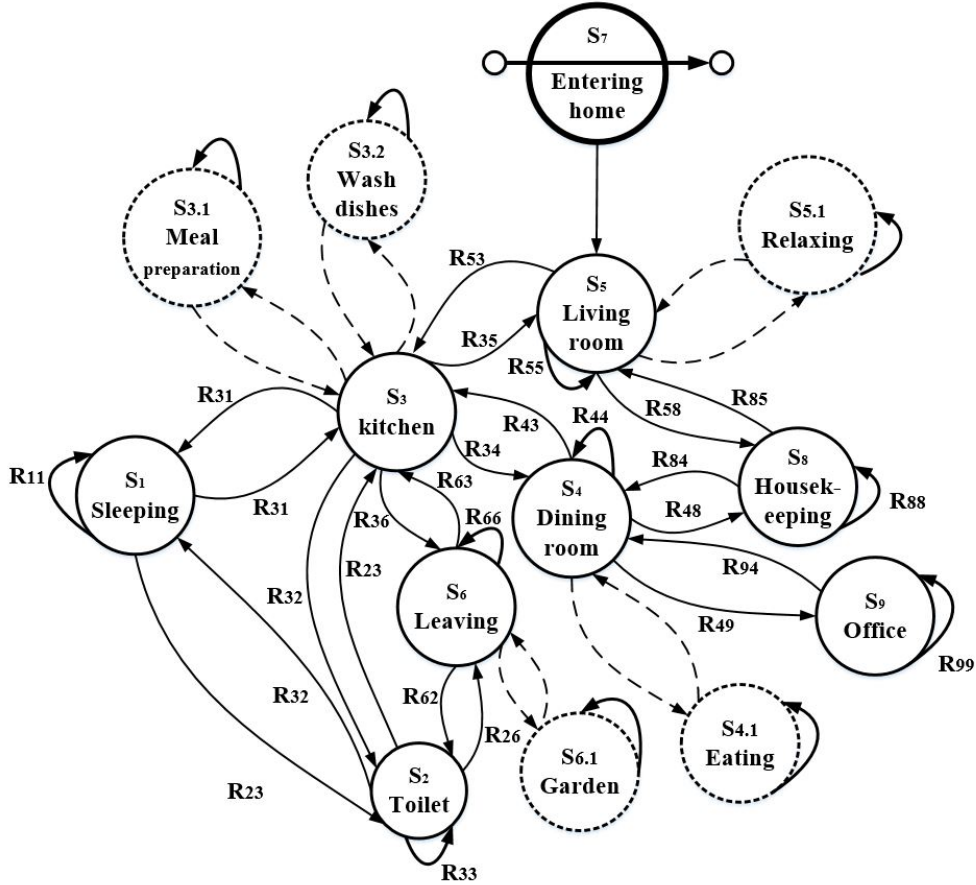 S7
Entering
home
S3.2
Wash
dishes
S3.1
Meal
preparation
S5.1
Relaxing
R53
S5
Living
room
R35
R55
R31
S3
kitchen
R43
R44
R58
R85
R34
R84
S8
Housek-
eeping
R88
R11
S1
Sleeping
R31
R63
R36
R66
S4
Dining
room
R48
R94
R32
R23
S6
Leaving
R49
S9
Office
R99
R32
R62
R26
S6.1
Garden
S4.1
Eating
R23
S2
Toilet
R33